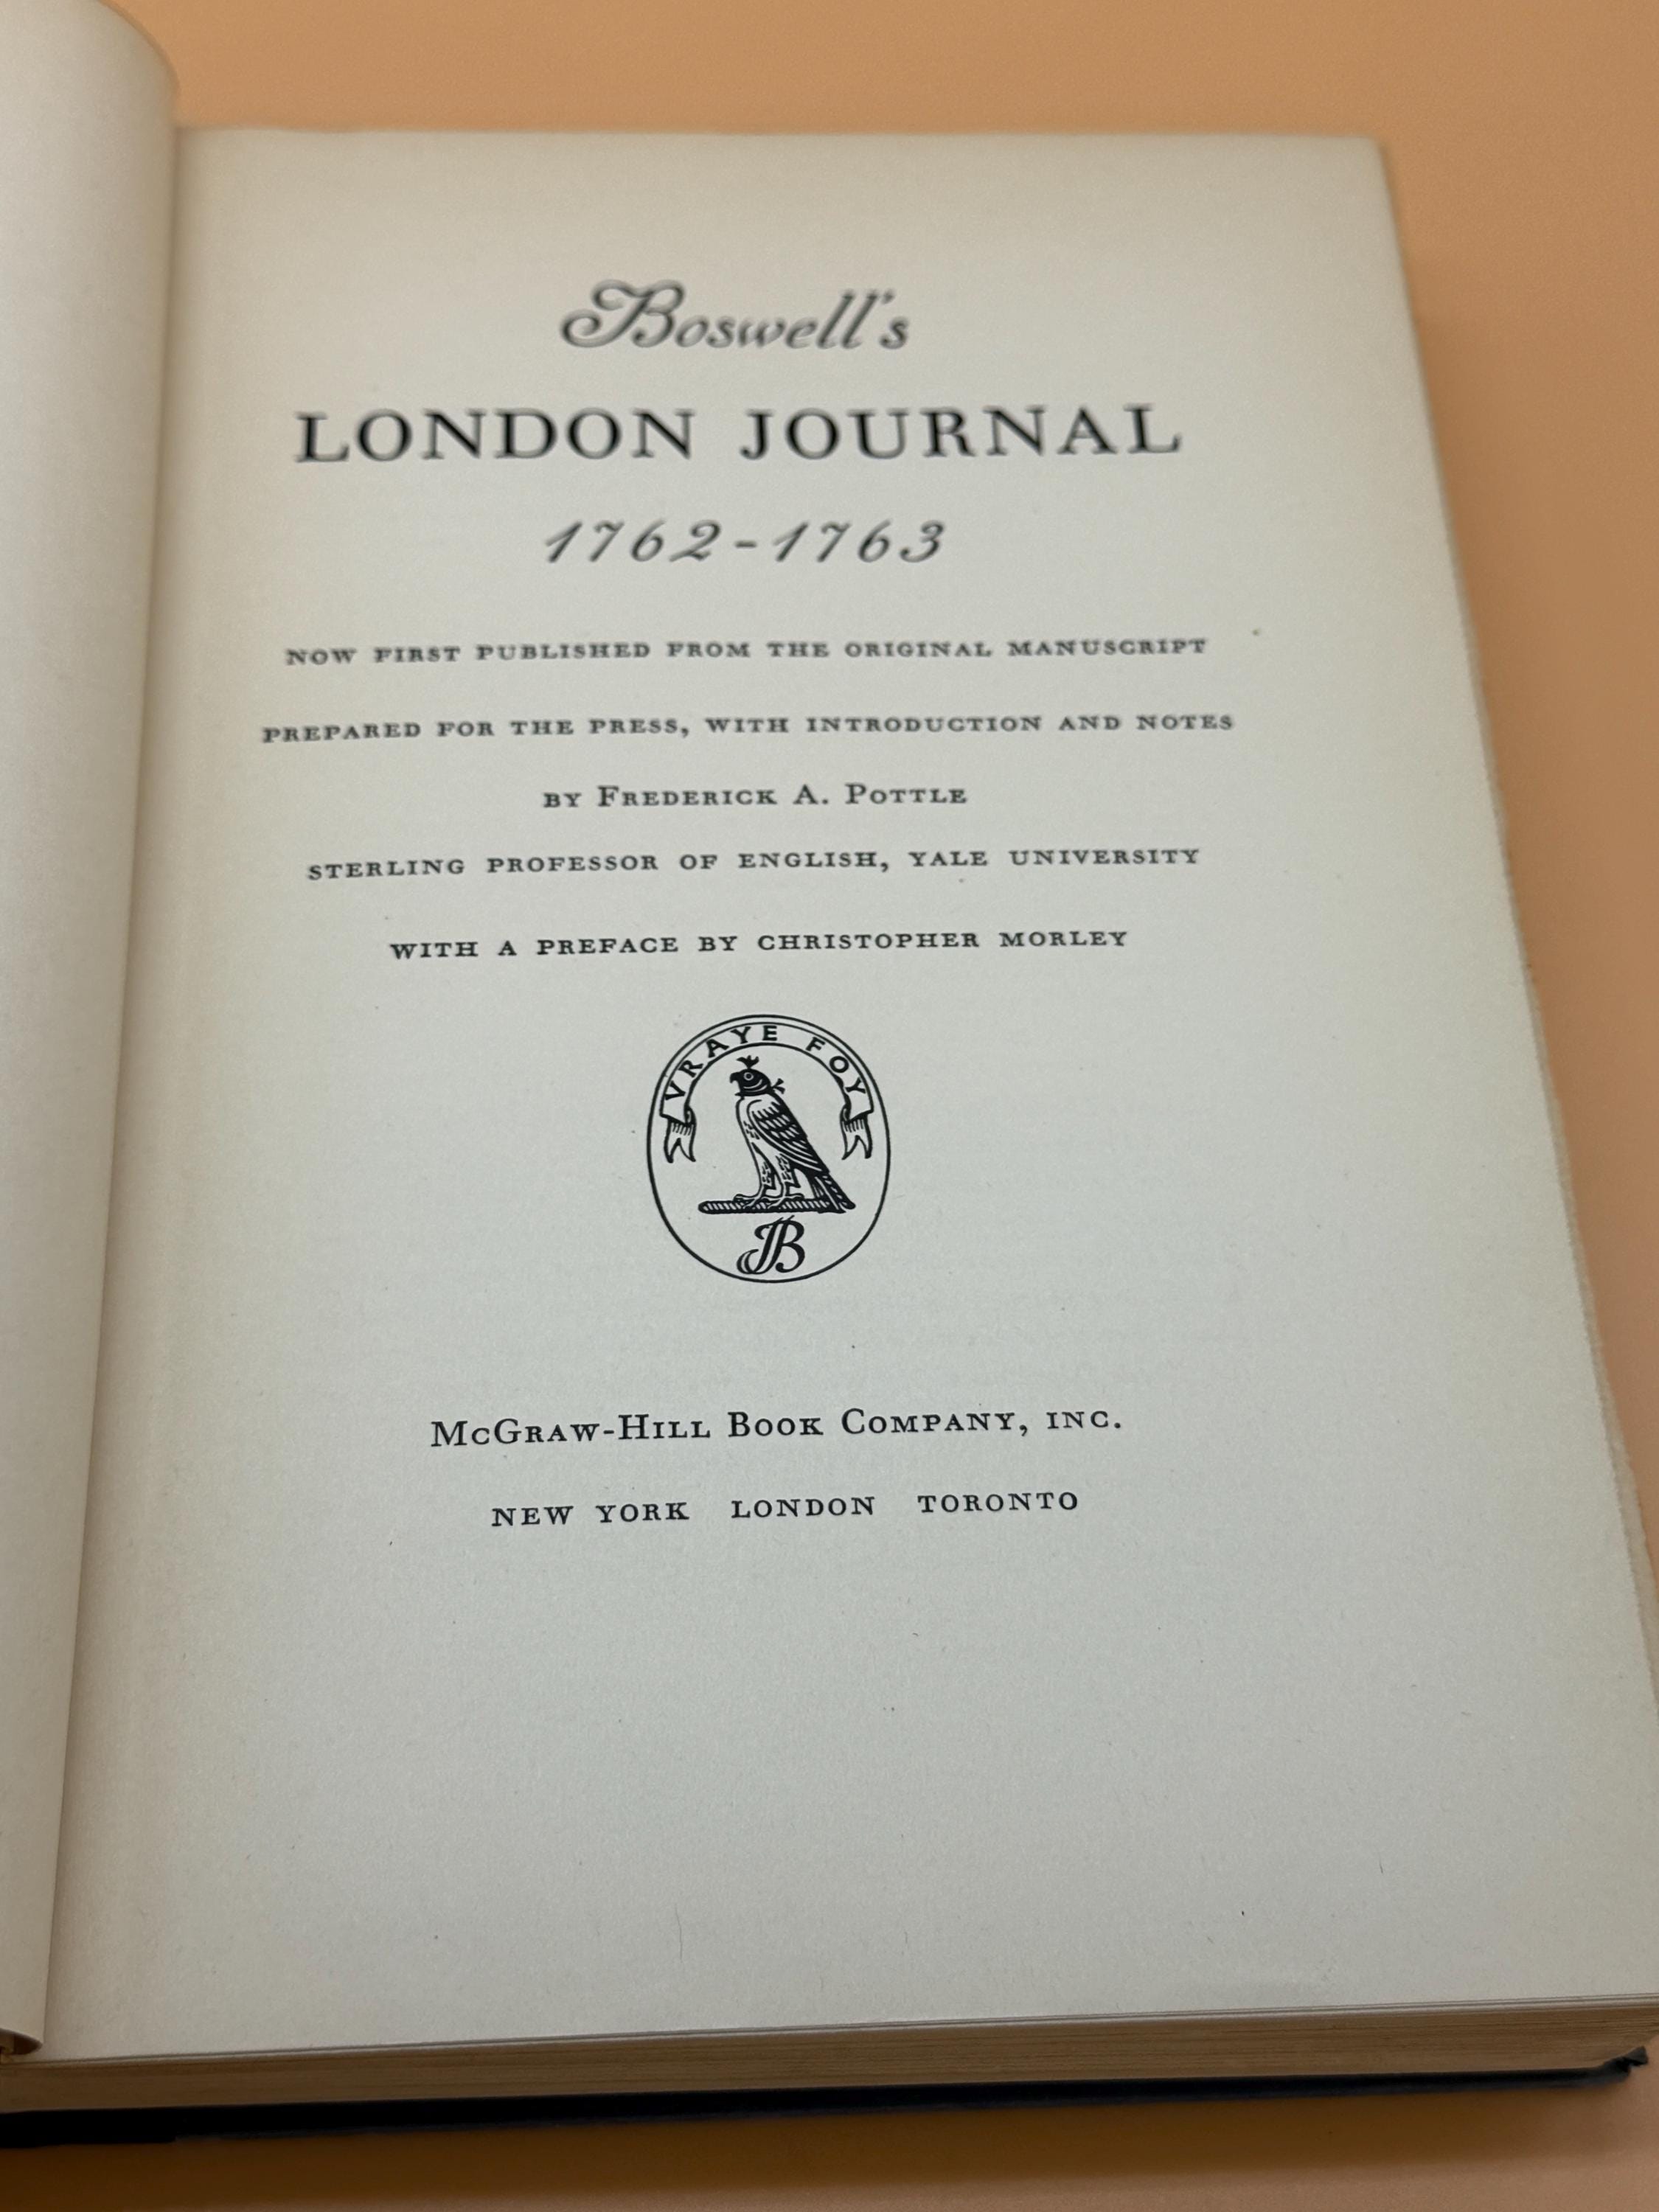 Boswell's
LONDON JOURNAL
1762-1763
NOW FIRST PUBLISHED FROM THE ORIGINAL MANUSCRIPT
PREPARED FOR THE PRESS, WITH INTRODUCTION AND NOTES
BY FREDERICK A. POTTLE
STERLING PROFESSOR OF ENGLISH, YALE UNIVERSITY
WITH A PREFACE BY CHRISTOPHER MORLEY
VRAYE FOY
JB
McGRAW-HILL BOOK COMPANY, INC.
NEW YORK LONDON TORONTO